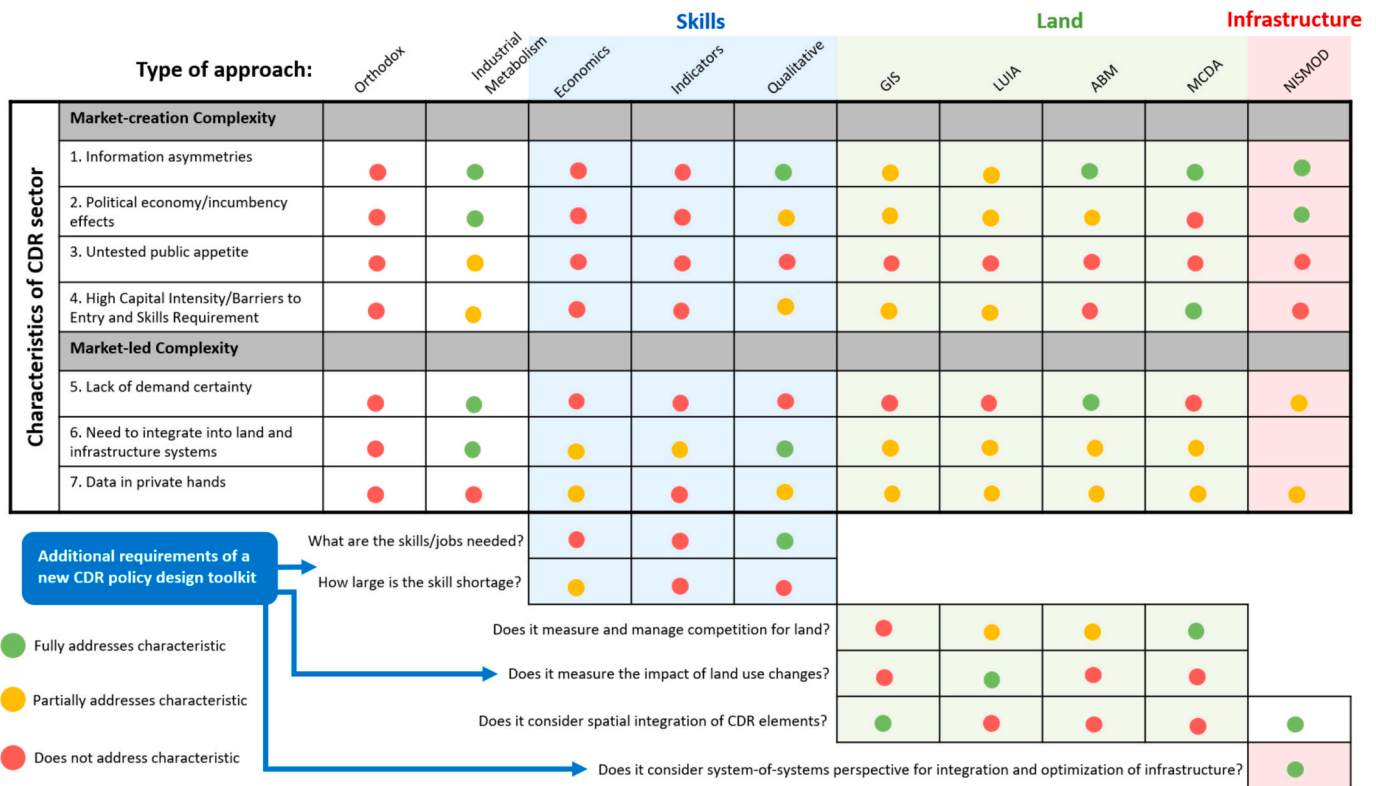 Skills
Land
Infrastructure
Type of approach:
Orthodox
Industrial
Metabolism
Economics
Indicators
Qualitative
GIS
LUIA
ABM
MCDA
NISMOD
Characteristics of CDR sector
Market-creation Complexity
1. Information asymmetries
2. Political economy/incumbency
effects
3. Untested public appetite
4. High Capital Intensity/Barriers to
Entry and Skills Requirement
Market-led Complexity
5. Lack of demand certainty
6. Need to integrate into land and
infrastructure systems
7. Data in private hands
Additional requirements of a
new CDR policy design toolkit
What are the skills/jobs needed?
How large is the skill shortage?
Does it measure and manage competition for land?
Does it measure the impact of land use changes?
Does it consider spatial integration of CDR elements?
Does it consider system-of-systems perspective for integration and optimization of infrastructure?
Fully addresses characteristic
Partially addresses characteristic
Does not address characteristic